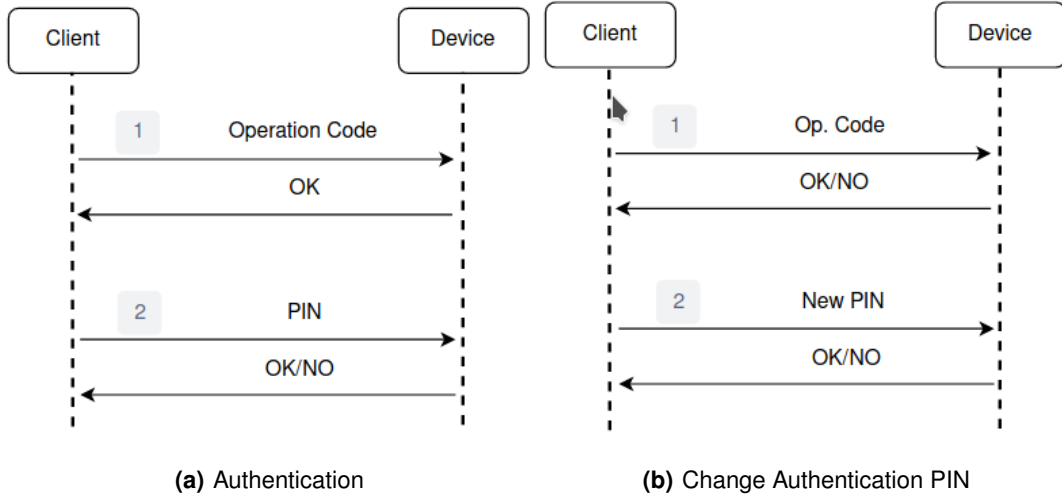 Client
Device
1 Operation Code
OK
2 PIN
OK/NO
(a) Authentication
Client
Device
1 Op. Code
OK/NO
2 New PIN
OK/NO
(b) Change Authentication PIN